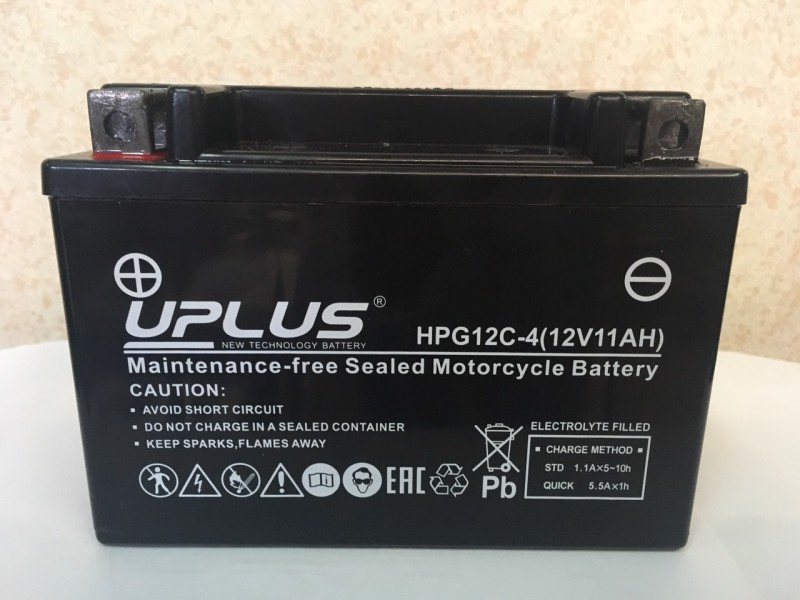 UPLUS®
NEW TECHNOLOGY BATTERY
HPG12C-4(12V11AH)
Maintenance-free Sealed Motorcycle Battery
CAUTION:
▪ AVOID SHORT CIRCUIT
▪ DO NOT CHARGE IN A SEALED CONTAINER
▪ KEEP SPARKS,FLAMES AWAY
EAC
Pb
ELECTROLYTE FILLED
▪ CHARGE METHOD ▪
STD 1.1A×5~10h
QUICK 5.5A×1h